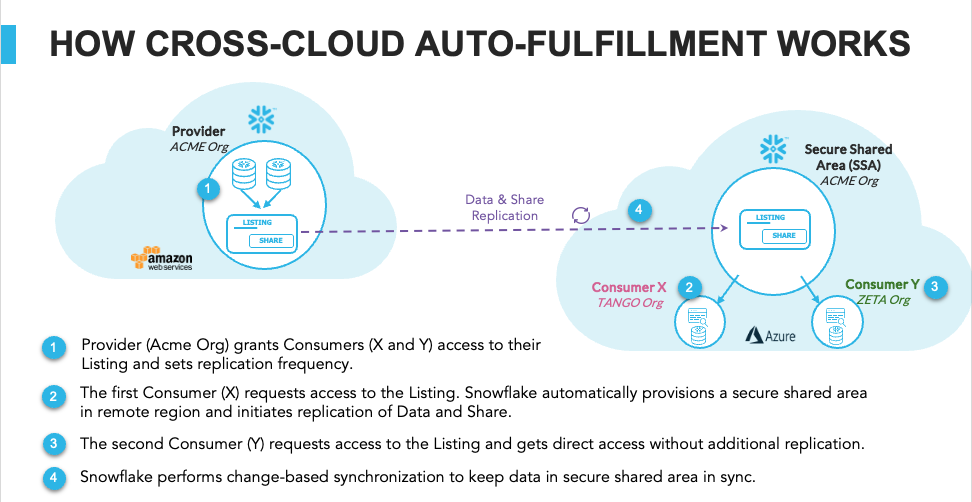 HOW CROSS-CLOUD AUTO-FULFILLMENT WORKS
Provider
ACME Org
1
LISTING
SHARE
amazon
web services
Data & Share
Replication
4
Secure Shared
Area (SSA)
ACME Org
LISTING
SHARE
Consumer X
TANGO Org
2
Consumer Y
ZETA Org
3
Azure
1 Provider (Acme Org) grants Consumers (X and Y) access to their
Listing and sets replication frequency.
2 The first Consumer (X) requests access to the Listing. Snowflake automatically provisions a secure shared area
in remote region and initiates replication of Data and Share.
3 The second Consumer (Y) requests access to the Listing and gets direct access without additional replication.
4 Snowflake performs change-based synchronization to keep data in secure shared area in sync.